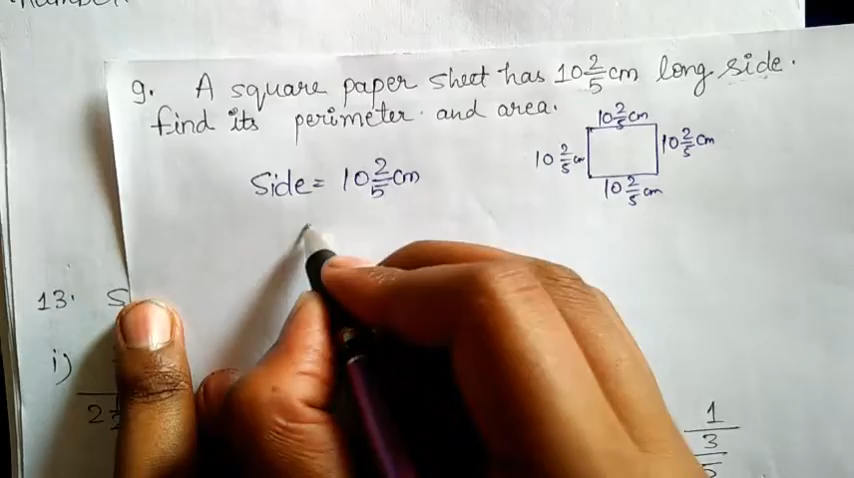 9. A square paper sheet has 10 2/5 cm long side.
find its perimeter and area.
10 2/5 cm
10 2/5 cm
10 2/5 cm
10 2/5 cm
Side = 10 2/5 cm
13. S
i)
1
3
5